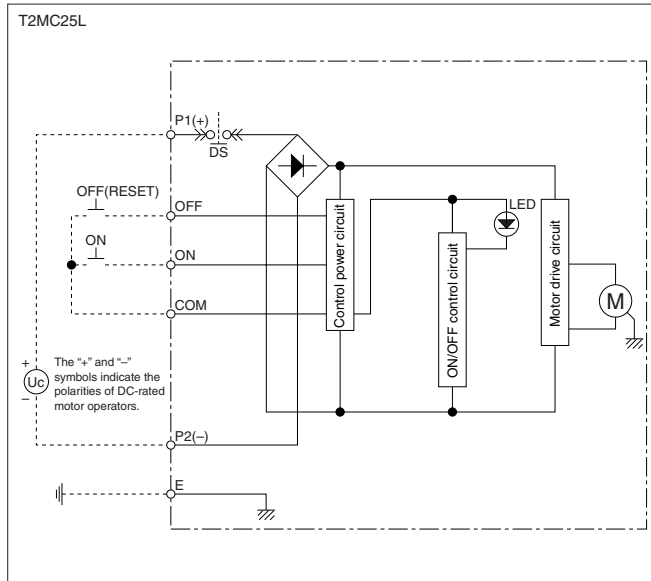 T2MC25L
P1(+)
DS
OFF(RESET)
OFF
ON
ON
COM
LED
Control power circuit
ON/OFF control circuit
Motor drive circuit
M
+
Uc
–
The “+” and “–”
symbols indicate the
polarities of DC-rated
motor operators.
P2(–)
E